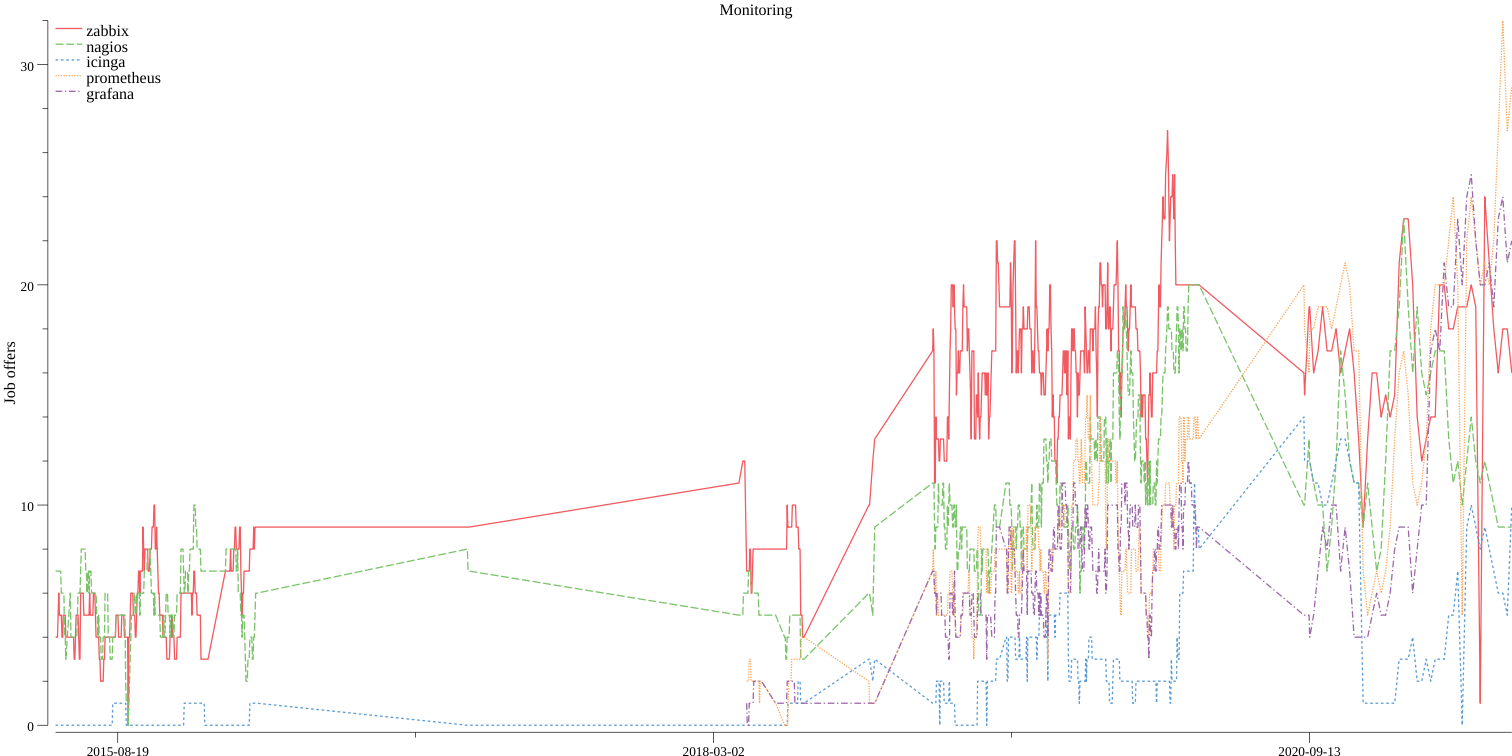 Monitoring
zabbix
nagios
icinga
prometheus
grafana
30
20
10
0
Job offers
2015-08-19
2018-03-02
2020-09-13